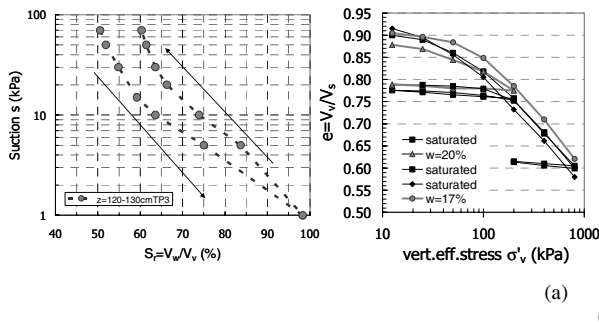 100
10
1
Suction s (kPa)
z=120-130cmTP3
40 50 60 70 80 90 100
Sᵣ=V_w/V_v (%)
0.95
0.90
0.85
0.80
0.75
0.70
0.65
0.60
0.55
0.50
e=V_v/V_s
saturated
w=20%
saturated
saturated
w=17%
10 100 1000
vert.eff.stress σ'_v (kPa)
(a)